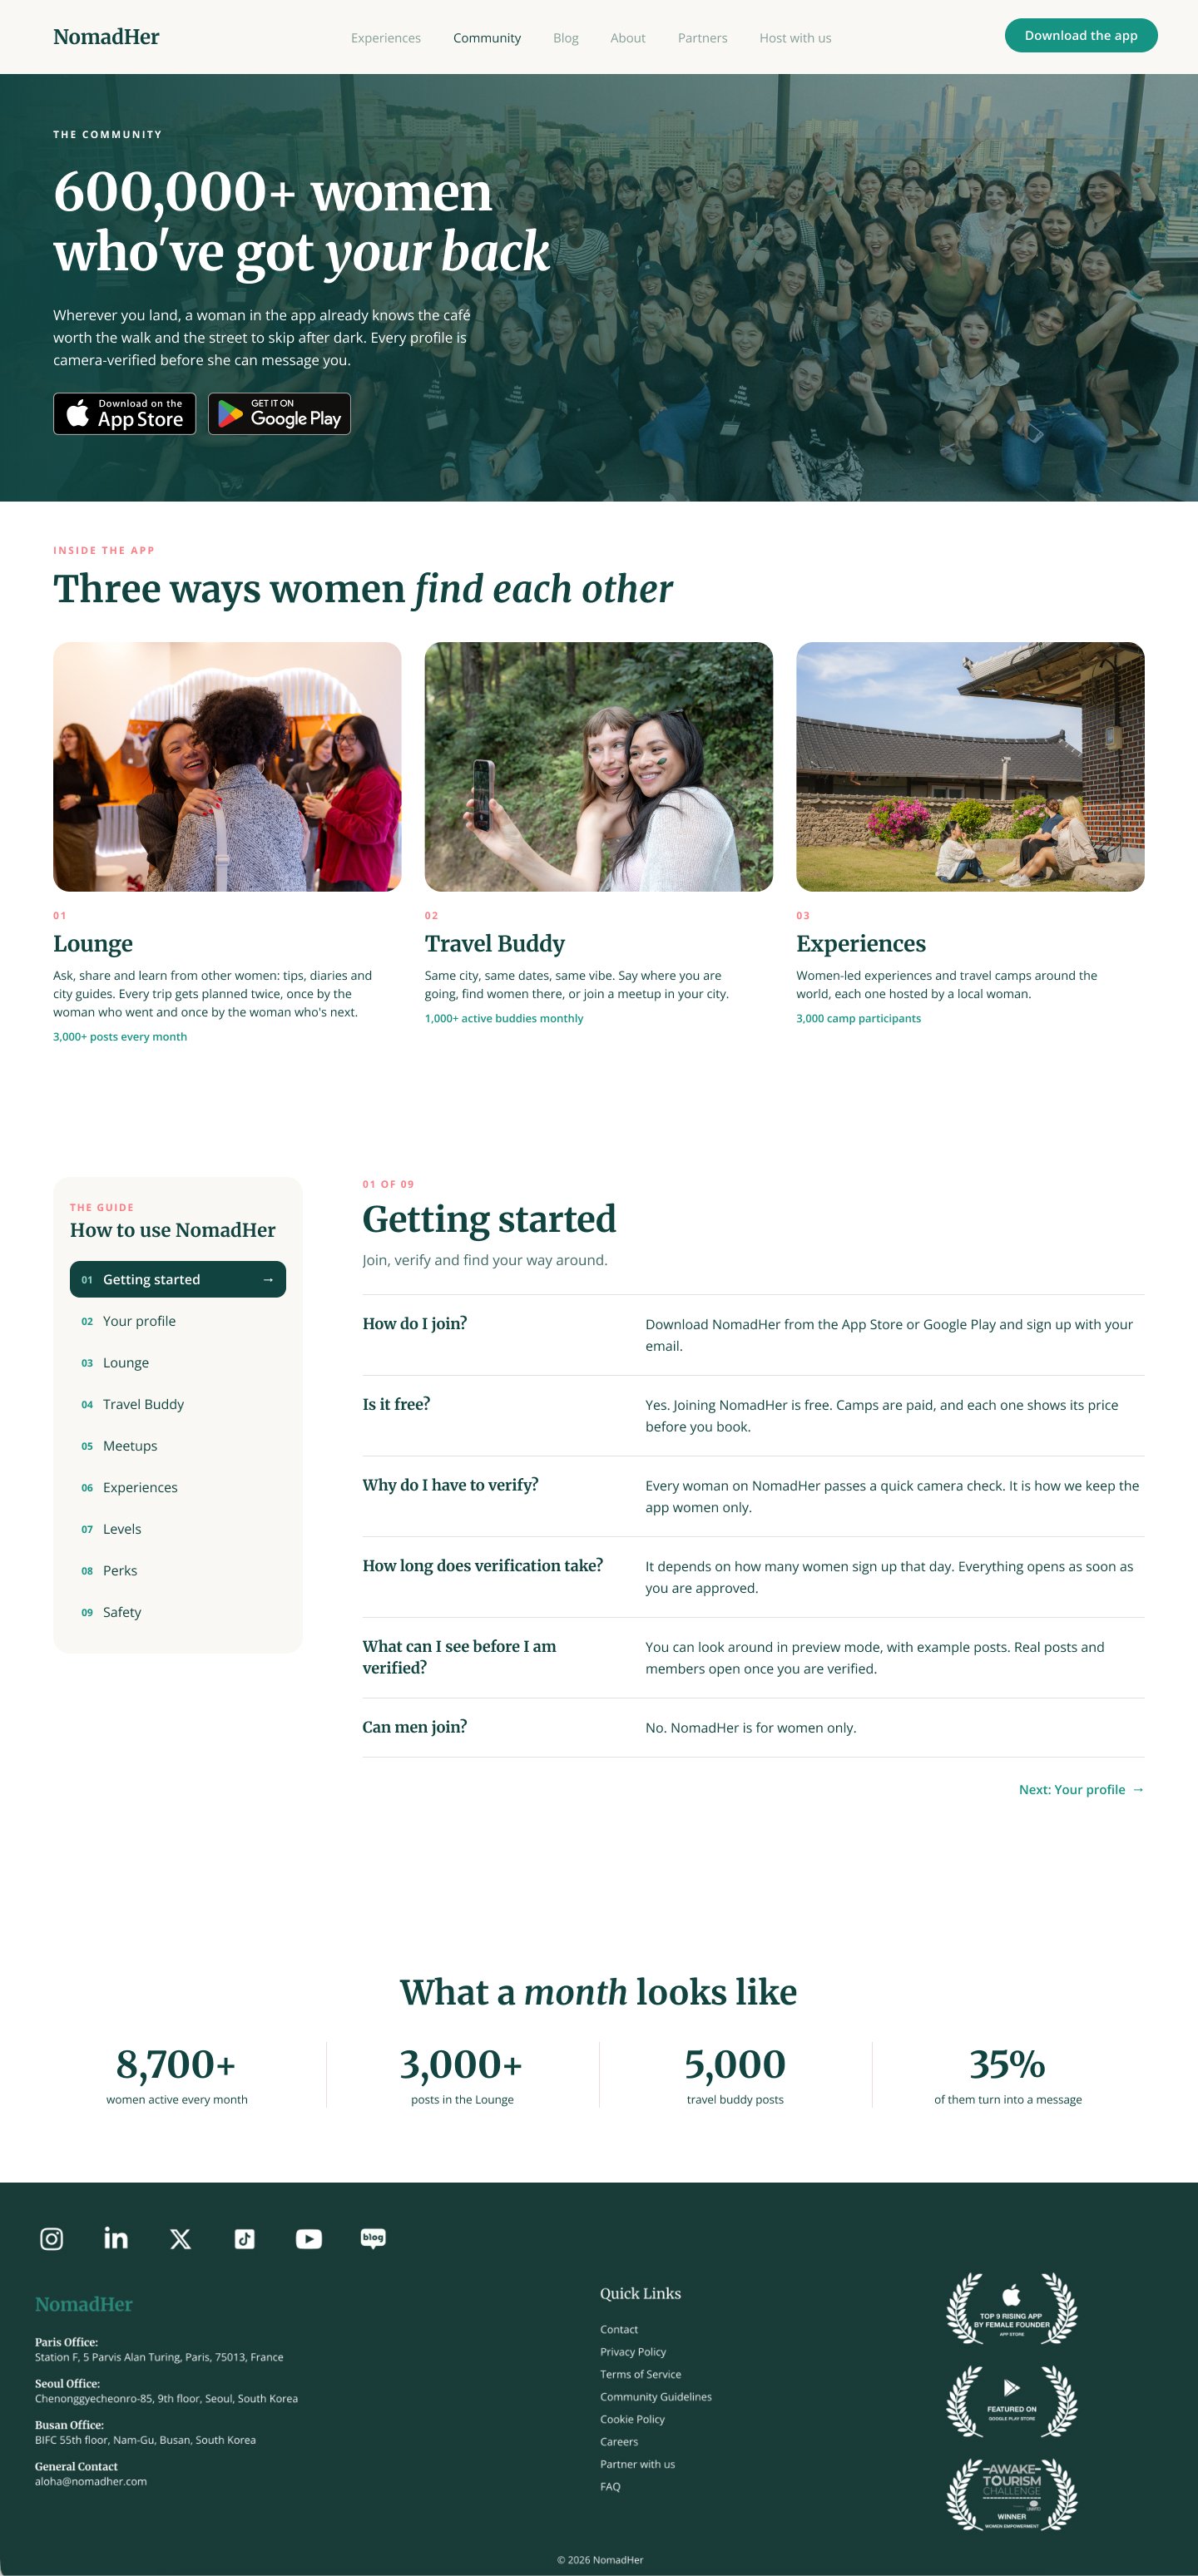 NomadHer
Experiences
Community
Blog
About
Partners
Host with us
Download the app
THE COMMUNITY
600,000+ women
who've got your back
Wherever you land, a woman in the app already knows the café
worth the walk and the street to skip after dark. Every profile is
camera-verified before she can message you.
Download on the
App Store
GET IT ON
Google Play
INSIDE THE APP
Three ways women find each other
01
Lounge
Ask, share and learn from other women: tips, diaries and
city guides. Every trip gets planned twice, once by the
woman who went and once by the woman who's next.
3,000+ posts every month
02
Travel Buddy
Same city, same dates, same vibe. Say where you are
going, find women there, or join a meetup in your city.
1,000+ active buddies monthly
03
Experiences
Women-led experiences and travel camps around the
world, each one hosted by a local woman.
3,000 camp participants
THE GUIDE
How to use NomadHer
01 Getting started →
02 Your profile
03 Lounge
04 Travel Buddy
05 Meetups
06 Experiences
07 Levels
08 Perks
09 Safety
01 OF 09
Getting started
Join, verify and find your way around.
How do I join?
Download NomadHer from the App Store or Google Play and sign up with your
email.
Is it free?
Yes. Joining NomadHer is free. Camps are paid, and each one shows its price
before you book.
Why do I have to verify?
Every woman on NomadHer passes a quick camera check. It is how we keep the
app women only.
How long does verification take?
It depends on how many women sign up that day. Everything opens as soon as
you are approved.
What can I see before I am
verified?
You can look around in preview mode, with example posts. Real posts and
members open once you are verified.
Can men join?
No. NomadHer is for women only.
Next: Your profile →
What a month looks like
8,700+
women active every month
3,000+
posts in the Lounge
5,000
travel buddy posts
35%
of them turn into a message
in
blog
NomadHer
Paris Office:
Station F, 5 Parvis Alan Turing, Paris, 75013, France
Seoul Office:
Chenonggyecheonro-85, 9th floor, Seoul, South Korea
Busan Office:
BIFC 55th floor, Nam-Gu, Busan, South Korea
General Contact
aloha@nomadher.com
Quick Links
Contact
Privacy Policy
Terms of Service
Community Guidelines
Cookie Policy
Careers
Partner with us
FAQ
TOP 9 RISING APP
BY FEMALE FOUNDER
APP STORE
FEATURED ON
GOOGLE PLAY STORE
AWAKE
TOURISM
CHALLENGE
WINNER
WOMEN EMPOWERMENT
© 2026 NomadHer